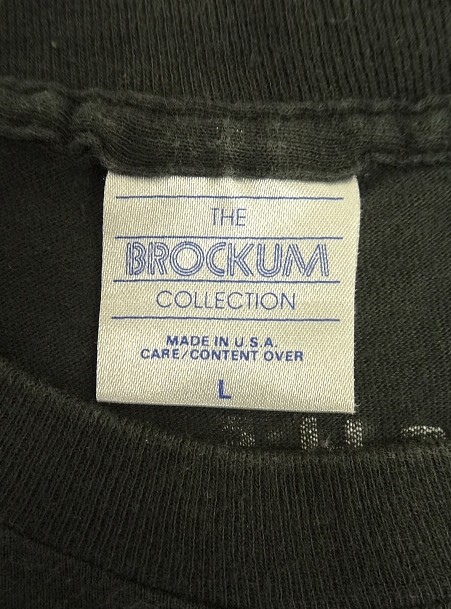 THE
BROCKUM
COLLECTION
MADE IN U.S.A.
CARE/CONTENT OVER
L